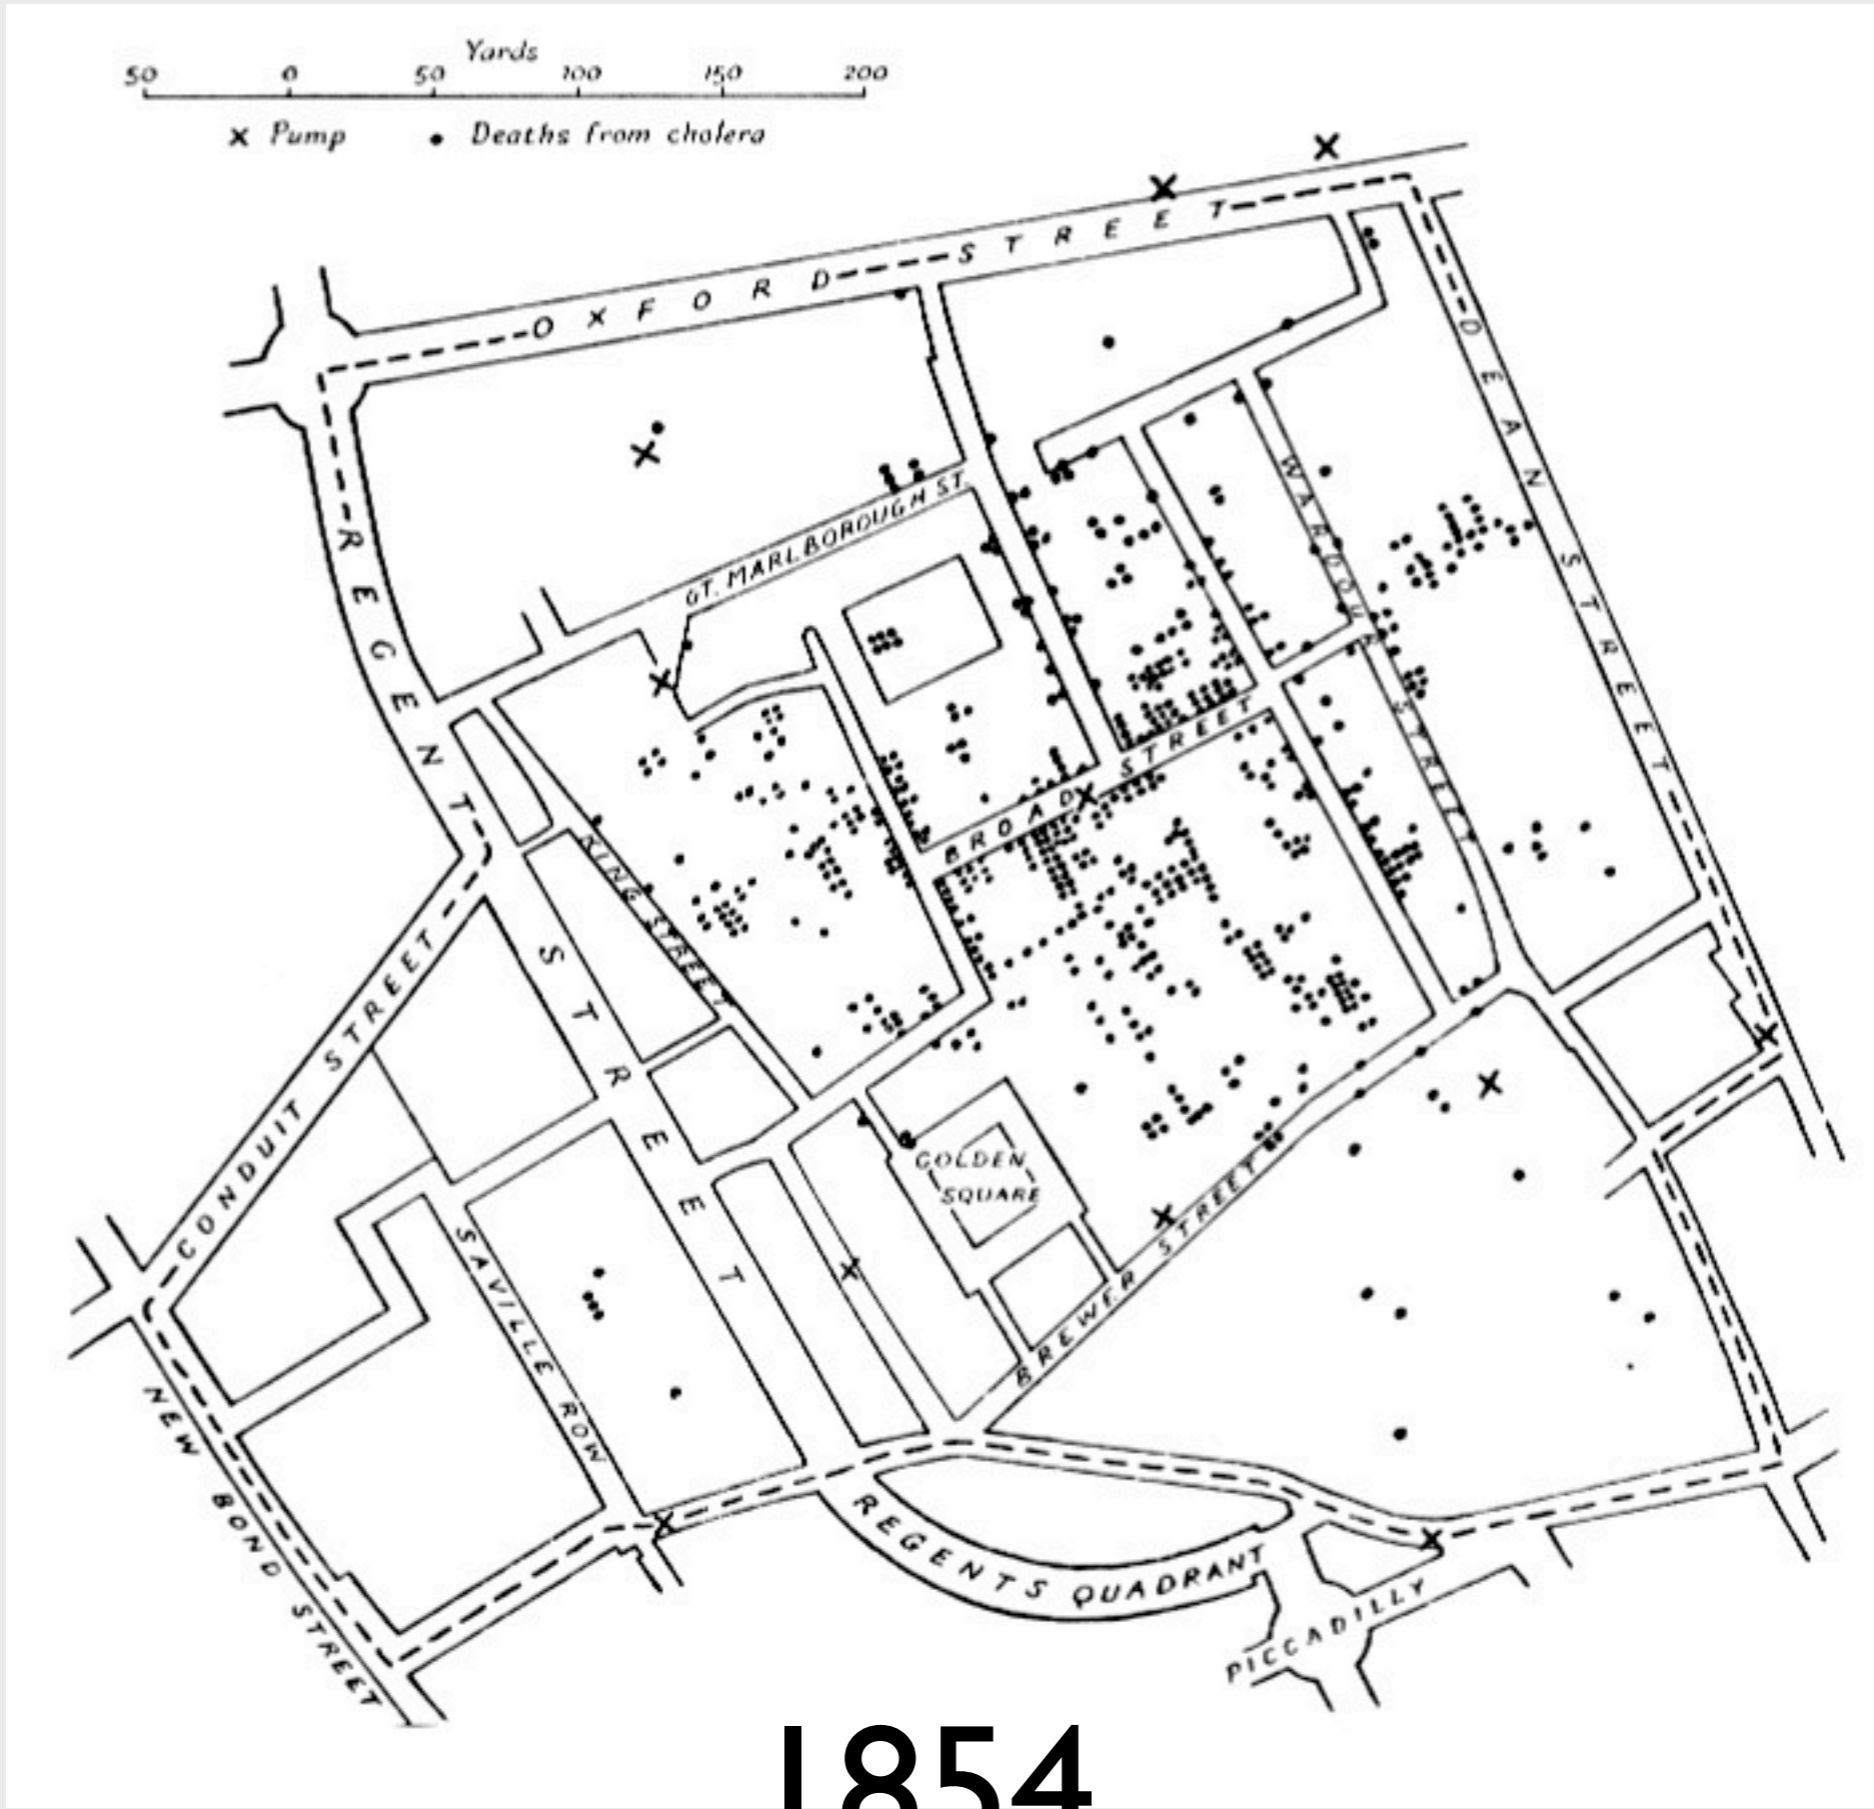 Yards
50 0 50 100 150 200
× Pump • Deaths from cholera
OXFORD STREET
REGENT STREET
DEAN STREET
WARDOUR STREET
GT. MARLBOROUGH ST.
BROAD STREET
KING STREET
CONDUIT STREET
GOLDEN
SQUARE
BREWER STREET
SAVILLE ROW
NEW BOND STREET
REGENTS QUADRANT
PICCADILLY
1854